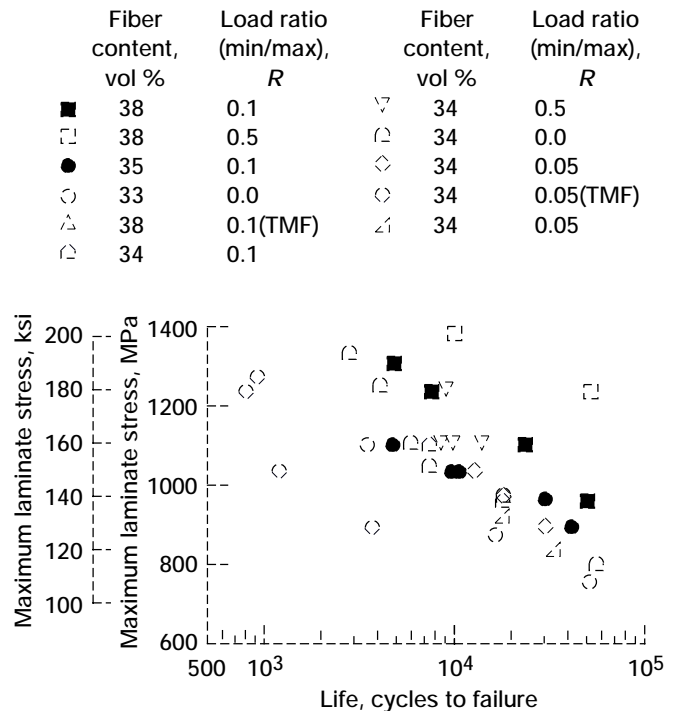 Fiber content, vol % Load ratio (min/max), R Fiber content, vol % Load ratio (min/max), R
38 0.1 34 0.5
38 0.5 34 0.0
35 0.1 34 0.05
33 0.0 34 0.05(TMF)
38 0.1(TMF) 34 0.05
34 0.1
Maximum laminate stress, ksi
200
180
160
140
120
100
Maximum laminate stress, MPa
1400
1200
1000
800
600
500 10³ 10⁴ 10⁵
Life, cycles to failure